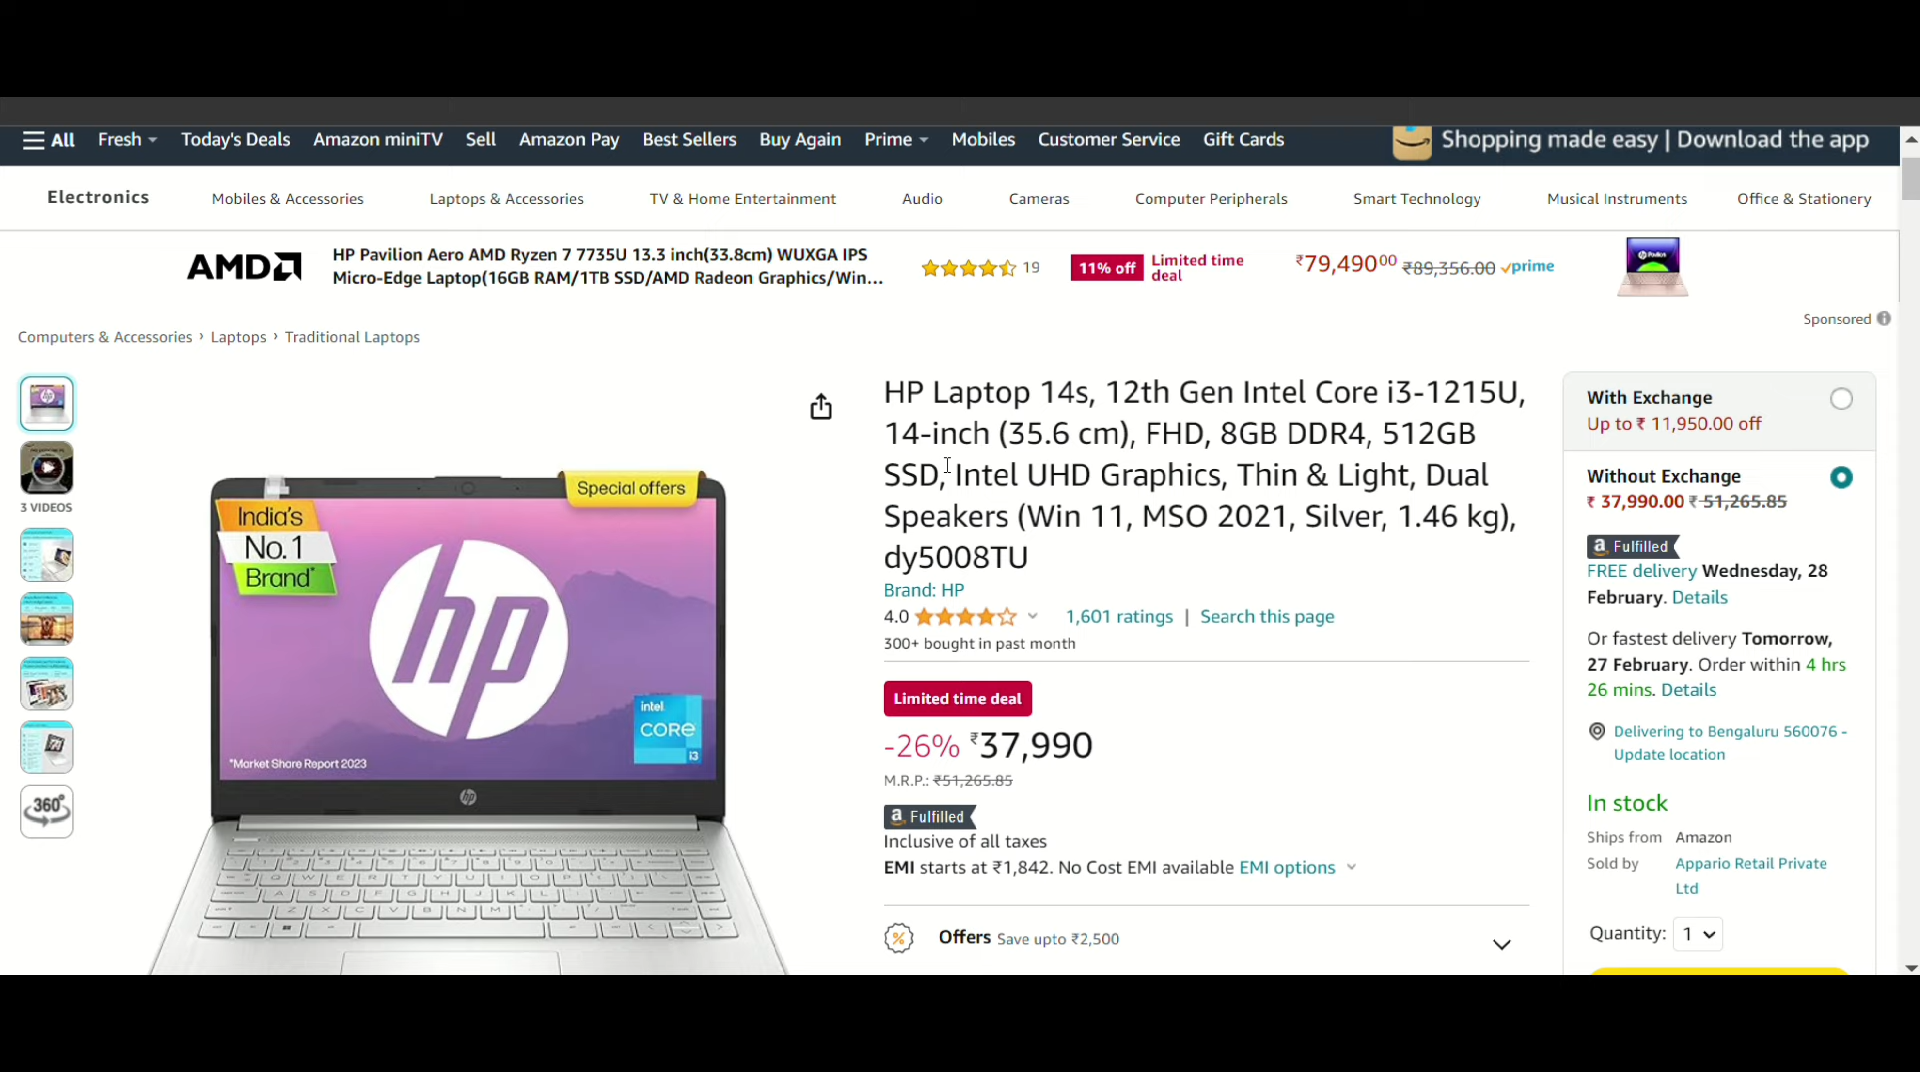 All
Fresh
Today's Deals
Amazon miniTV
Sell
Amazon Pay
Best Sellers
Buy Again
Prime
Mobiles
Customer Service
Gift Cards
Shopping made easy | Download the app
Electronics
Mobiles & Accessories
Laptops & Accessories
TV & Home Entertainment
Audio
Cameras
Computer Peripherals
Smart Technology
Musical Instruments
Office & Stationery
AMD
HP Pavilion Aero AMD Ryzen 7 7735U 13.3 inch(33.8cm) WUXGA IPS
Micro-Edge Laptop(16GB RAM/1TB SSD/AMD Radeon Graphics/Win...
19
11% off
Limited time
deal
₹79,490⁰⁰ ₹89,356.00 prime
Sponsored
Computers & Accessories › Laptops › Traditional Laptops
3 VIDEOS
360°
Special offers
India's
No.1
Brand*
hp
intel
CORE
i3
*Market Share Report 2023
hp
HP Laptop 14s, 12th Gen Intel Core i3-1215U,
14-inch (35.6 cm), FHD, 8GB DDR4, 512GB
SSD, Intel UHD Graphics, Thin & Light, Dual
Speakers (Win 11, MSO 2021, Silver, 1.46 kg),
dy5008TU
Brand: HP
4.0
1,601 ratings | Search this page
300+ bought in past month
Limited time deal
-26% ₹37,990
M.R.P.: ₹51,265.85
a Fulfilled
Inclusive of all taxes
EMI starts at ₹1,842. No Cost EMI available EMI options
% Offers Save upto ₹2,500
With Exchange
Up to ₹ 11,950.00 off
Without Exchange
₹ 37,990.00 ₹ 51,265.85
a Fulfilled
FREE delivery Wednesday, 28
February. Details
Or fastest delivery Tomorrow,
27 February. Order within 4 hrs
26 mins. Details
Delivering to Bengaluru 560076 -
Update location
In stock
Ships from Amazon
Sold by Appario Retail Private
Ltd
Quantity: 1